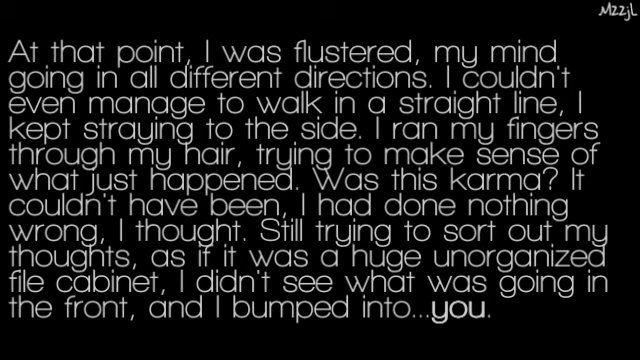 MzzjL
At that point, I was flustered, my mind
going in all different directions. I couldn't
even manage to walk in a straight line, I
kept straying to the side. I ran my fingers
through my hair, trying to make sense of
what just happened. Was this karma? It
couldn't have been, I had done nothing
wrong, I thought. Still trying to sort out my
thoughts, as if it was a huge unorganized
file cabinet, I didn't see what was going in
the front, and I bumped into...you.